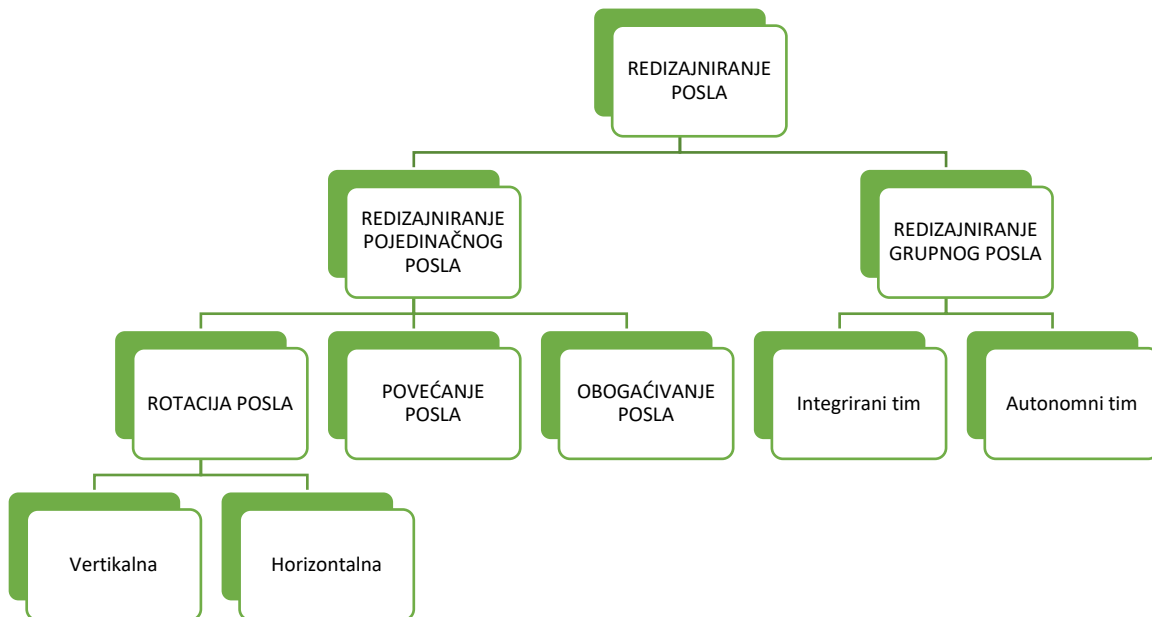 REDIZAJNIRANJE
POSLA
REDIZAJNIRANJE
POJEDINAČNOG
POSLA
REDIZAJNIRANJE
GRUPNOG POSLA
ROTACIJA POSLA
POVEĆANJE
POSLA
OBOGAĆIVANJE
POSLA
Integrirani tim
Autonomni tim
Vertikalna
Horizontalna